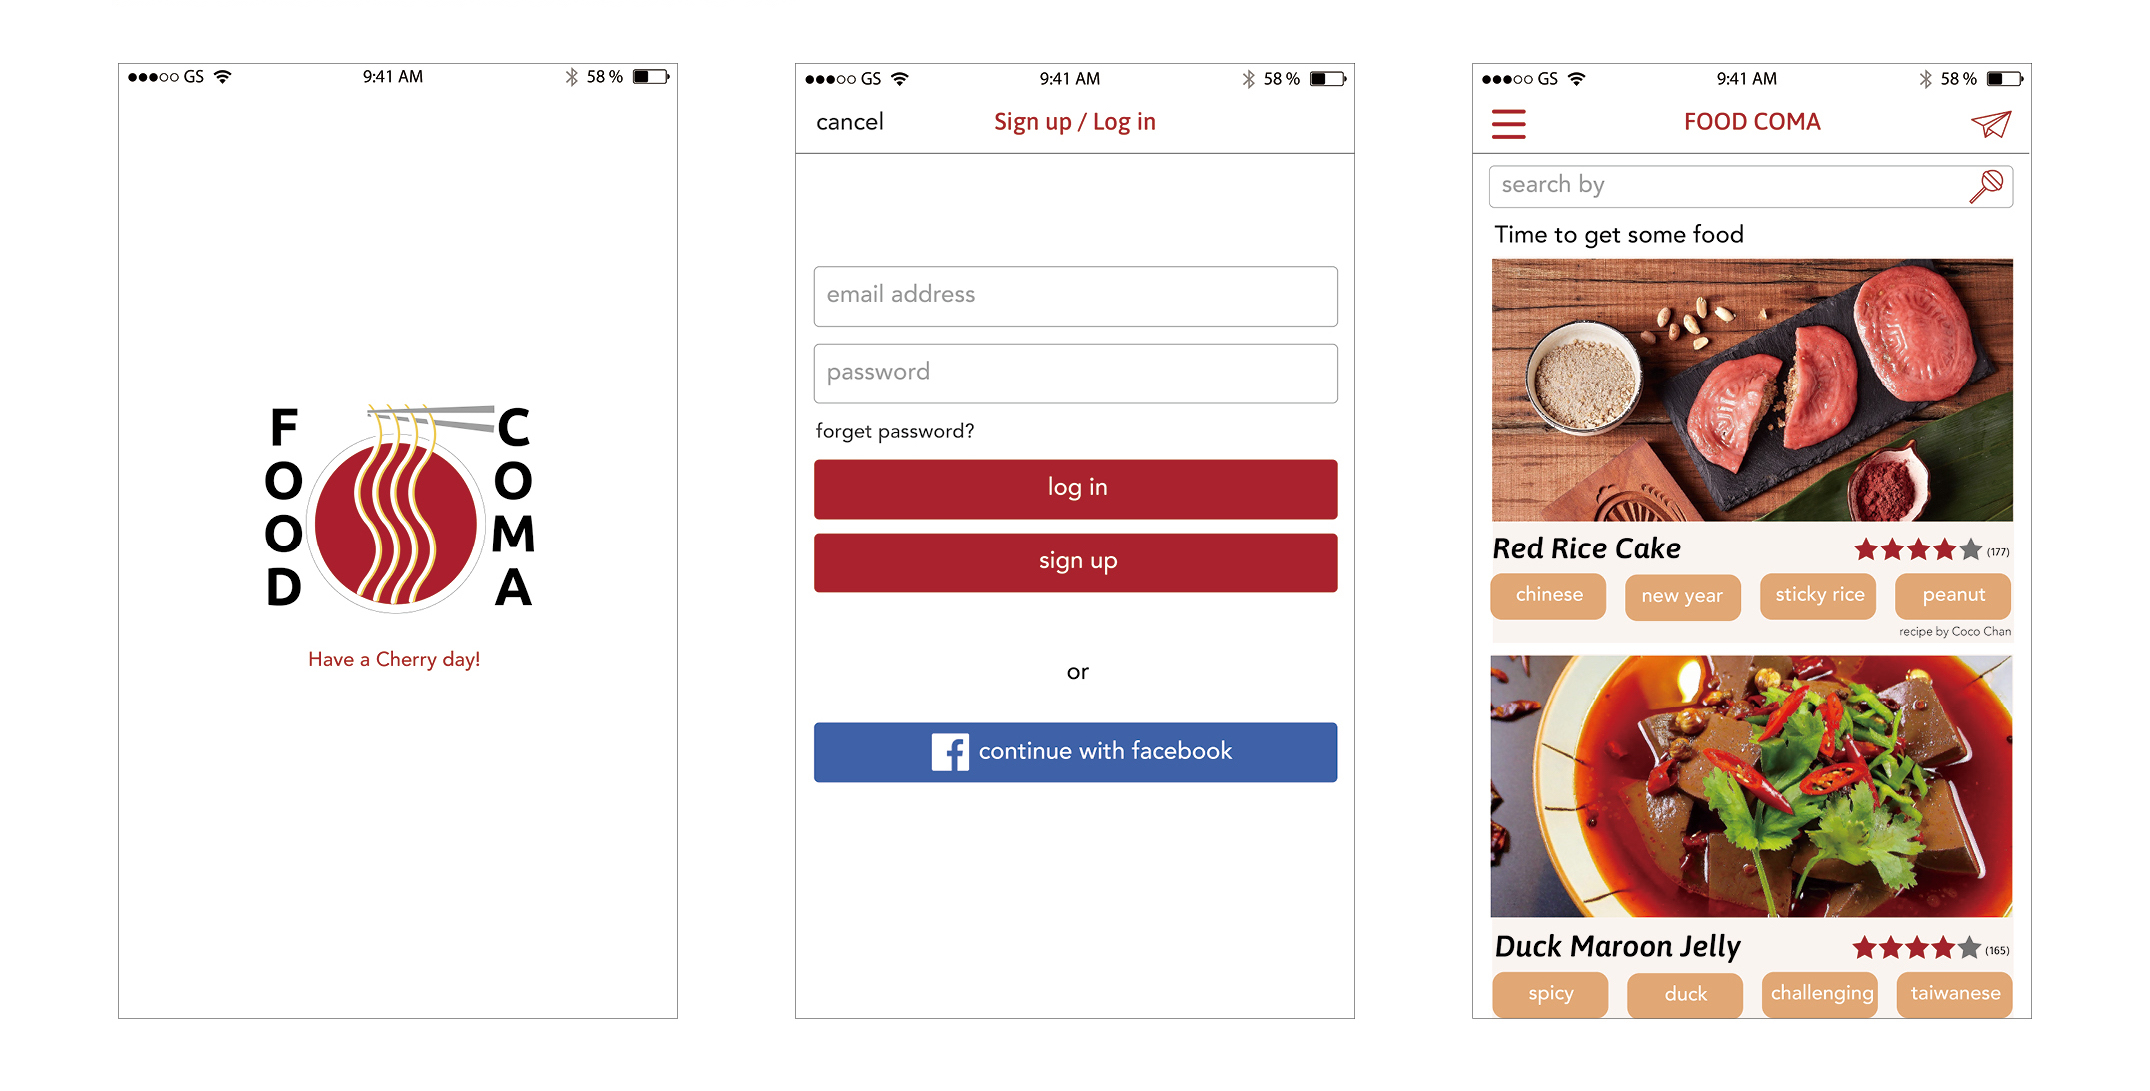 GS 9:41 AM 58 %
F C
O O
O M
D A
Have a Cherry day!
GS 9:41 AM 58 %
cancel Sign up / Log in
email address
password
forget password?
log in
sign up
or
f continue with facebook
GS 9:41 AM 58 %
FOOD COMA
search by
Time to get some food
Red Rice Cake (177)
chinese new year sticky rice peanut
recipe by Coco Chan
Duck Maroon Jelly (165)
spicy duck challenging taiwanese